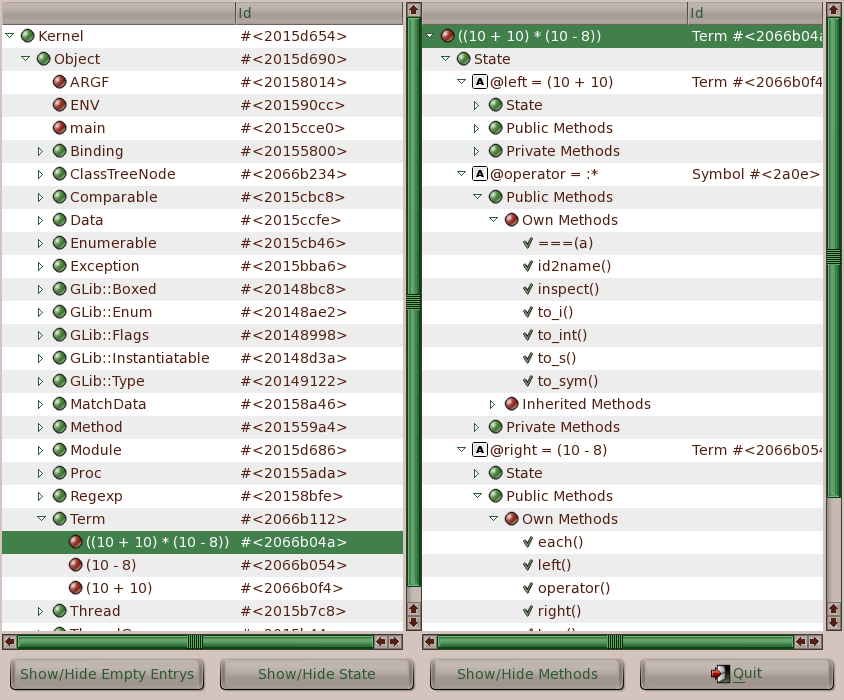 Id
Kernel #<2015d654>
Object #<2015d690>
ARGF #<20158014>
ENV #<201590cc>
main #<2015cce0>
Binding #<20155800>
ClassTreeNode #<2066b234>
Comparable #<2015cbc8>
Data #<2015ccfe>
Enumerable #<2015cb46>
Exception #<2015bba6>
GLib::Boxed #<20148bc8>
GLib::Enum #<20148ae2>
GLib::Flags #<20148998>
GLib::Instantiatable #<20148d3a>
GLib::Type #<20149122>
MatchData #<20158a46>
Method #<201559a4>
Module #<2015d686>
Proc #<20155ada>
Regexp #<20158bfe>
Term #<2066b112>
((10 + 10) * (10 - 8)) #<2066b04a>
(10 - 8) #<2066b054>
(10 + 10) #<2066b0f4>
Thread #<2015b7c8>
Id
((10 + 10) * (10 - 8)) Term #<2066b04a
State
A @left = (10 + 10) Term #<2066b0f4
State
Public Methods
Private Methods
A @operator = :* Symbol #<2a0e>
Public Methods
Own Methods
===(a)
id2name()
inspect()
to_i()
to_int()
to_s()
to_sym()
Inherited Methods
Private Methods
A @right = (10 - 8) Term #<2066b054
State
Public Methods
Own Methods
each()
left()
operator()
right()
Show/Hide Empty Entrys
Show/Hide State
Show/Hide Methods
Quit